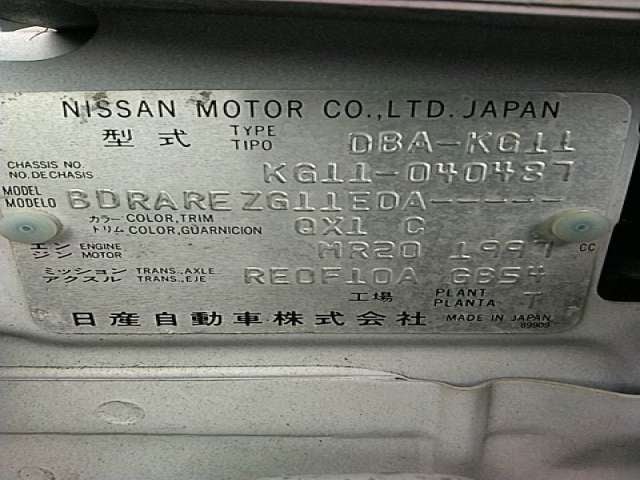 NISSAN MOTOR CO.,LTD. JAPAN
型式 TYPE TIPO DBA-KG11
CHASSIS NO. NO. DE CHASIS KG11-040487
MODEL MODELO BDRAREZG11EDA-----
カラー トリム COLOR, TRIM COLOR, GUARNICION QX1 C
エンジン ENGINE MOTOR MR20 1997 CC
ミッション アクスル TRANS., AXLE TRANS., EJE RE0F10A GB54
工場 PLANT PLANTA T
日産自動車株式会社 MADE IN JAPAN
89909